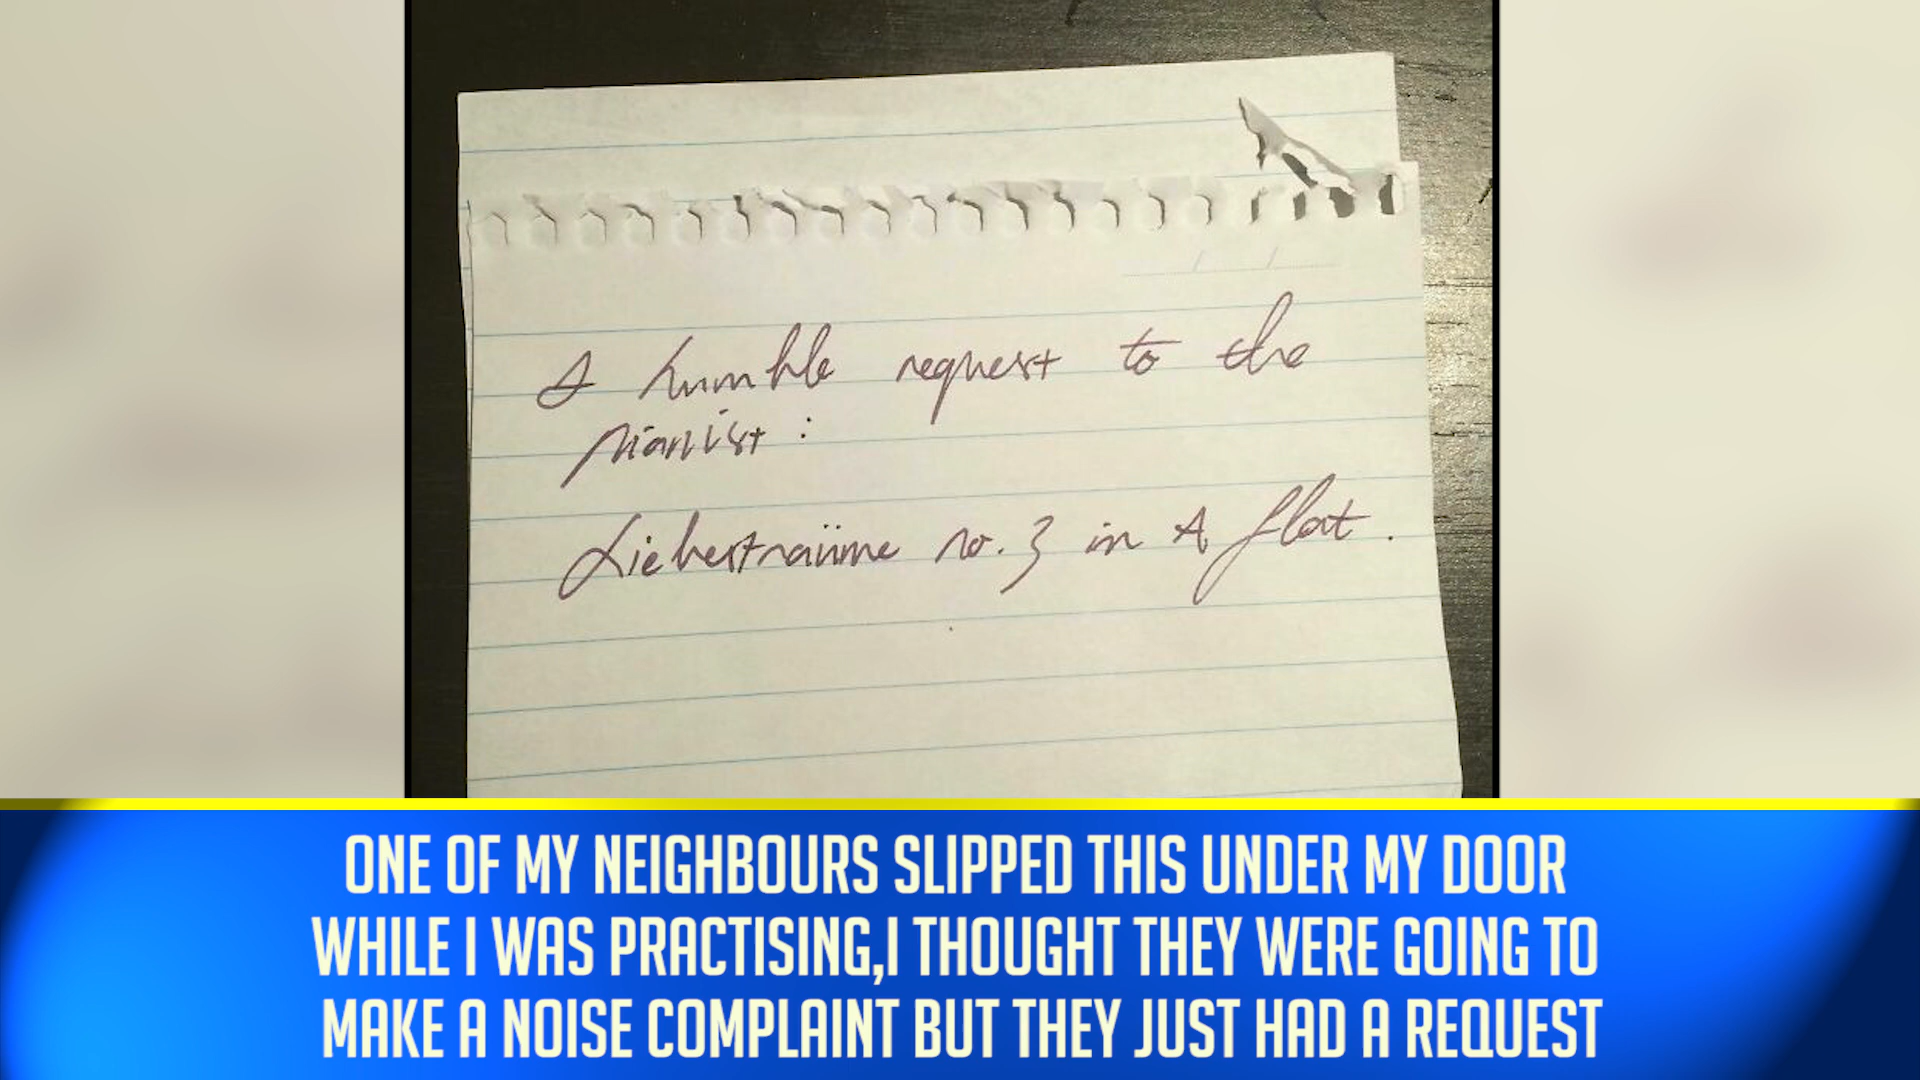 A humble request to the
pianist:
Liebesträume no. 3 in A flat.
ONE OF MY NEIGHBOURS SLIPPED THIS UNDER MY DOOR
WHILE I WAS PRACTISING,I THOUGHT THEY WERE GOING TO
MAKE A NOISE COMPLAINT BUT THEY JUST HAD A REQUEST